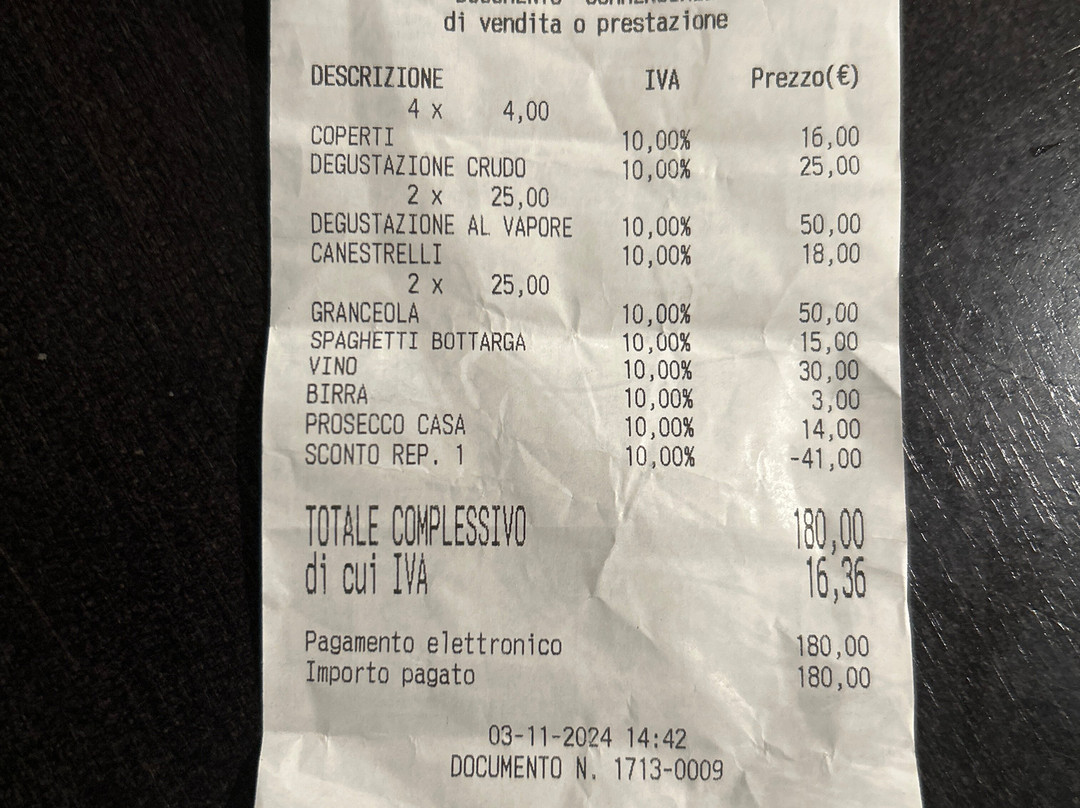 di vendita o prestazione
DESCRIZIONE IVA Prezzo(€)
4 x 4,00
COPERTI 10,00% 16,00
DEGUSTAZIONE CRUDO 10,00% 25,00
2 x 25,00
DEGUSTAZIONE AL VAPORE 10,00% 50,00
CANESTRELLI 10,00% 18,00
2 x 25,00
GRANCEOLA 10,00% 50,00
SPAGHETTI BOTTARGA 10,00% 15,00
VINO 10,00% 30,00
BIRRA 10,00% 3,00
PROSECCO CASA 10,00% 14,00
SCONTO REP. 1 10,00% -41,00
TOTALE COMPLESSIVO 180,00
di cui IVA 16,36
Pagamento elettronico 180,00
Importo pagato 180,00
03-11-2024 14:42
DOCUMENTO N. 1713-0009